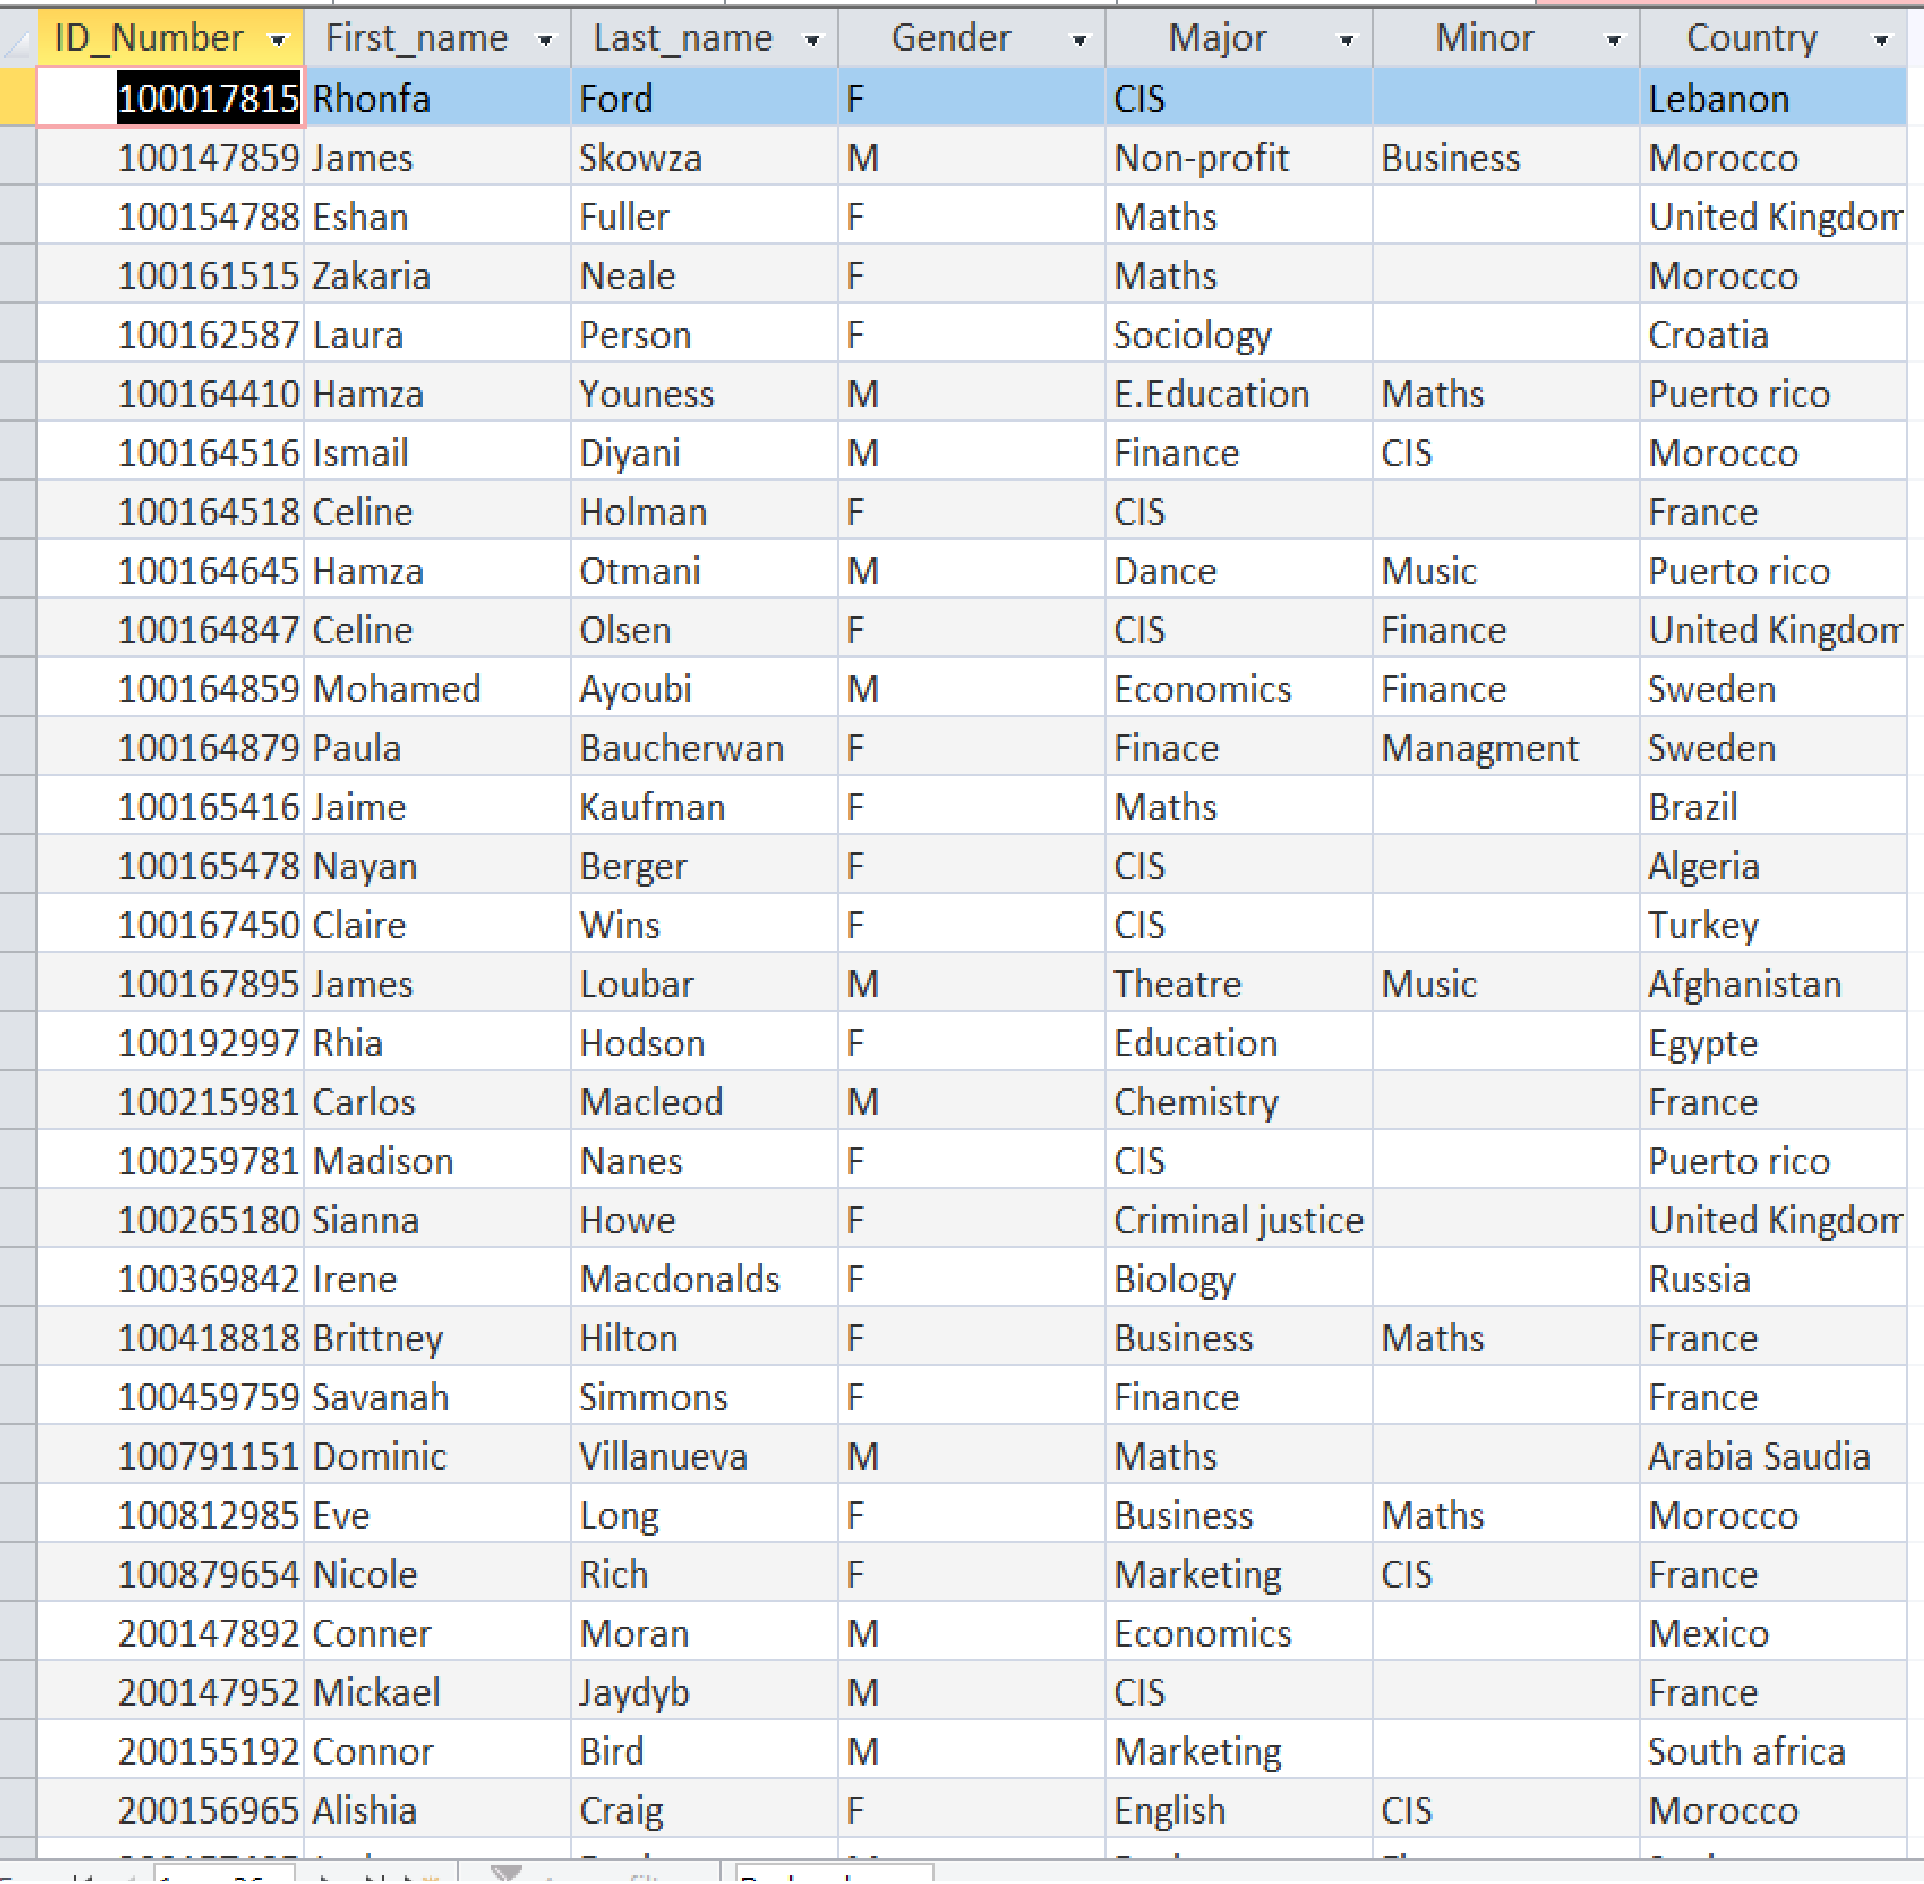 ID_Number First_name Last_name Gender Major Minor Country
100017815 Rhonfa Ford F CIS Lebanon
100147859 James Skowza M Non-profit Business Morocco
100154788 Eshan Fuller F Maths United Kingdom
100161515 Zakaria Neale F Maths Morocco
100162587 Laura Person F Sociology Croatia
100164410 Hamza Youness M E.Education Maths Puerto rico
100164516 Ismail Diyani M Finance CIS Morocco
100164518 Celine Holman F CIS France
100164645 Hamza Otmani M Dance Music Puerto rico
100164847 Celine Olsen F CIS Finance United Kingdom
100164859 Mohamed Ayoubi M Economics Finance Sweden
100164879 Paula Baucherwan F Finace Managment Sweden
100165416 Jaime Kaufman F Maths Brazil
100165478 Nayan Berger F CIS Algeria
100167450 Claire Wins F CIS Turkey
100167895 James Loubar M Theatre Music Afghanistan
100192997 Rhia Hodson F Education Egypte
100215981 Carlos Macleod M Chemistry France
100259781 Madison Nanes F CIS Puerto rico
100265180 Sianna Howe F Criminal justice United Kingdom
100369842 Irene Macdonalds F Biology Russia
100418818 Brittney Hilton F Business Maths France
100459759 Savanah Simmons F Finance France
100791151 Dominic Villanueva M Maths Arabia Saudia
100812985 Eve Long F Business Maths Morocco
100879654 Nicole Rich F Marketing CIS France
200147892 Conner Moran M Economics Mexico
200147952 Mickael Jaydyb M CIS France
200155192 Connor Bird M Marketing South africa
200156965 Alishia Craig F English CIS Morocco